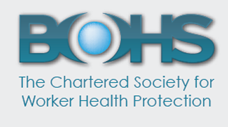 BOHS
The Chartered Society for
Worker Health Protection